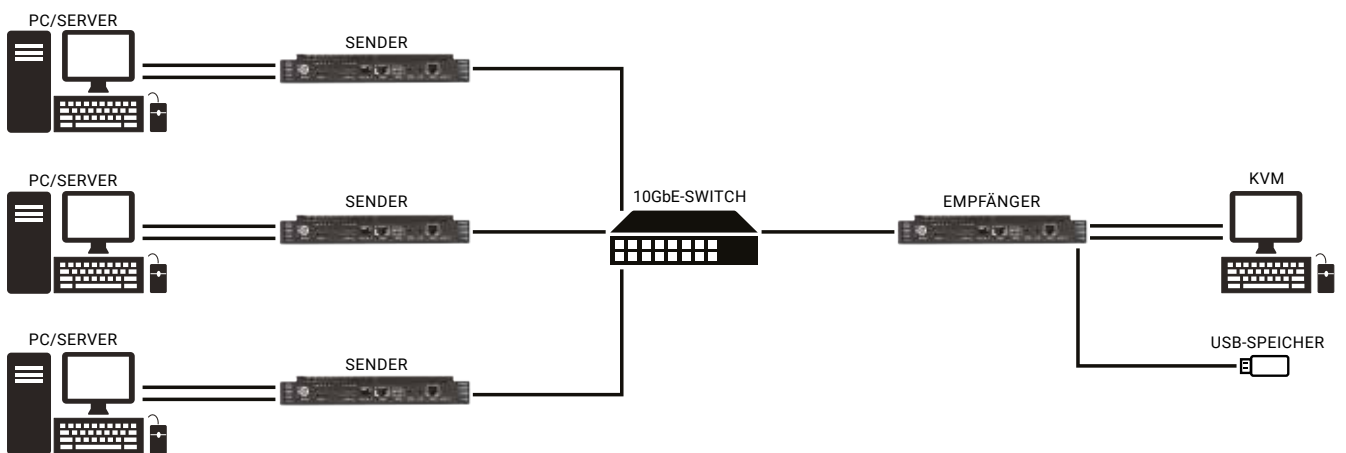 PC/SERVER
SENDER
PC/SERVER
SENDER
10GbE-SWITCH
EMPFÄNGER
KVM
PC/SERVER
SENDER
USB-SPEICHER